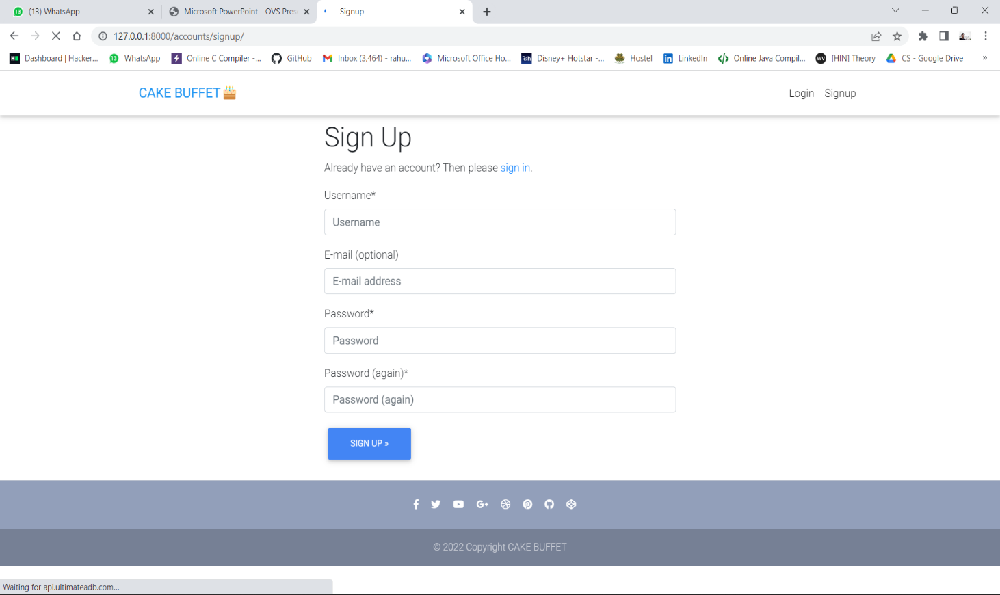 (13) WhatsApp
Microsoft PowerPoint - OVS Pres
Signup
127.0.0.1:8000/accounts/signup/
Dashboard | Hacker... WhatsApp Online C Compiler -... GitHub Inbox (3,464) - rahu... Microsoft Office Ho... Disney+ Hotstar -... Hostel LinkedIn Online Java Compil... [HIN] Theory CS - Google Drive »
CAKE BUFFET
Login Signup
Sign Up
Already have an account? Then please sign in.
Username*
Username
E-mail (optional)
E-mail address
Password*
Password
Password (again)*
Password (again)
SIGN UP »
© 2022 Copyright CAKE BUFFET
Waiting for api.ultimateadb.com...